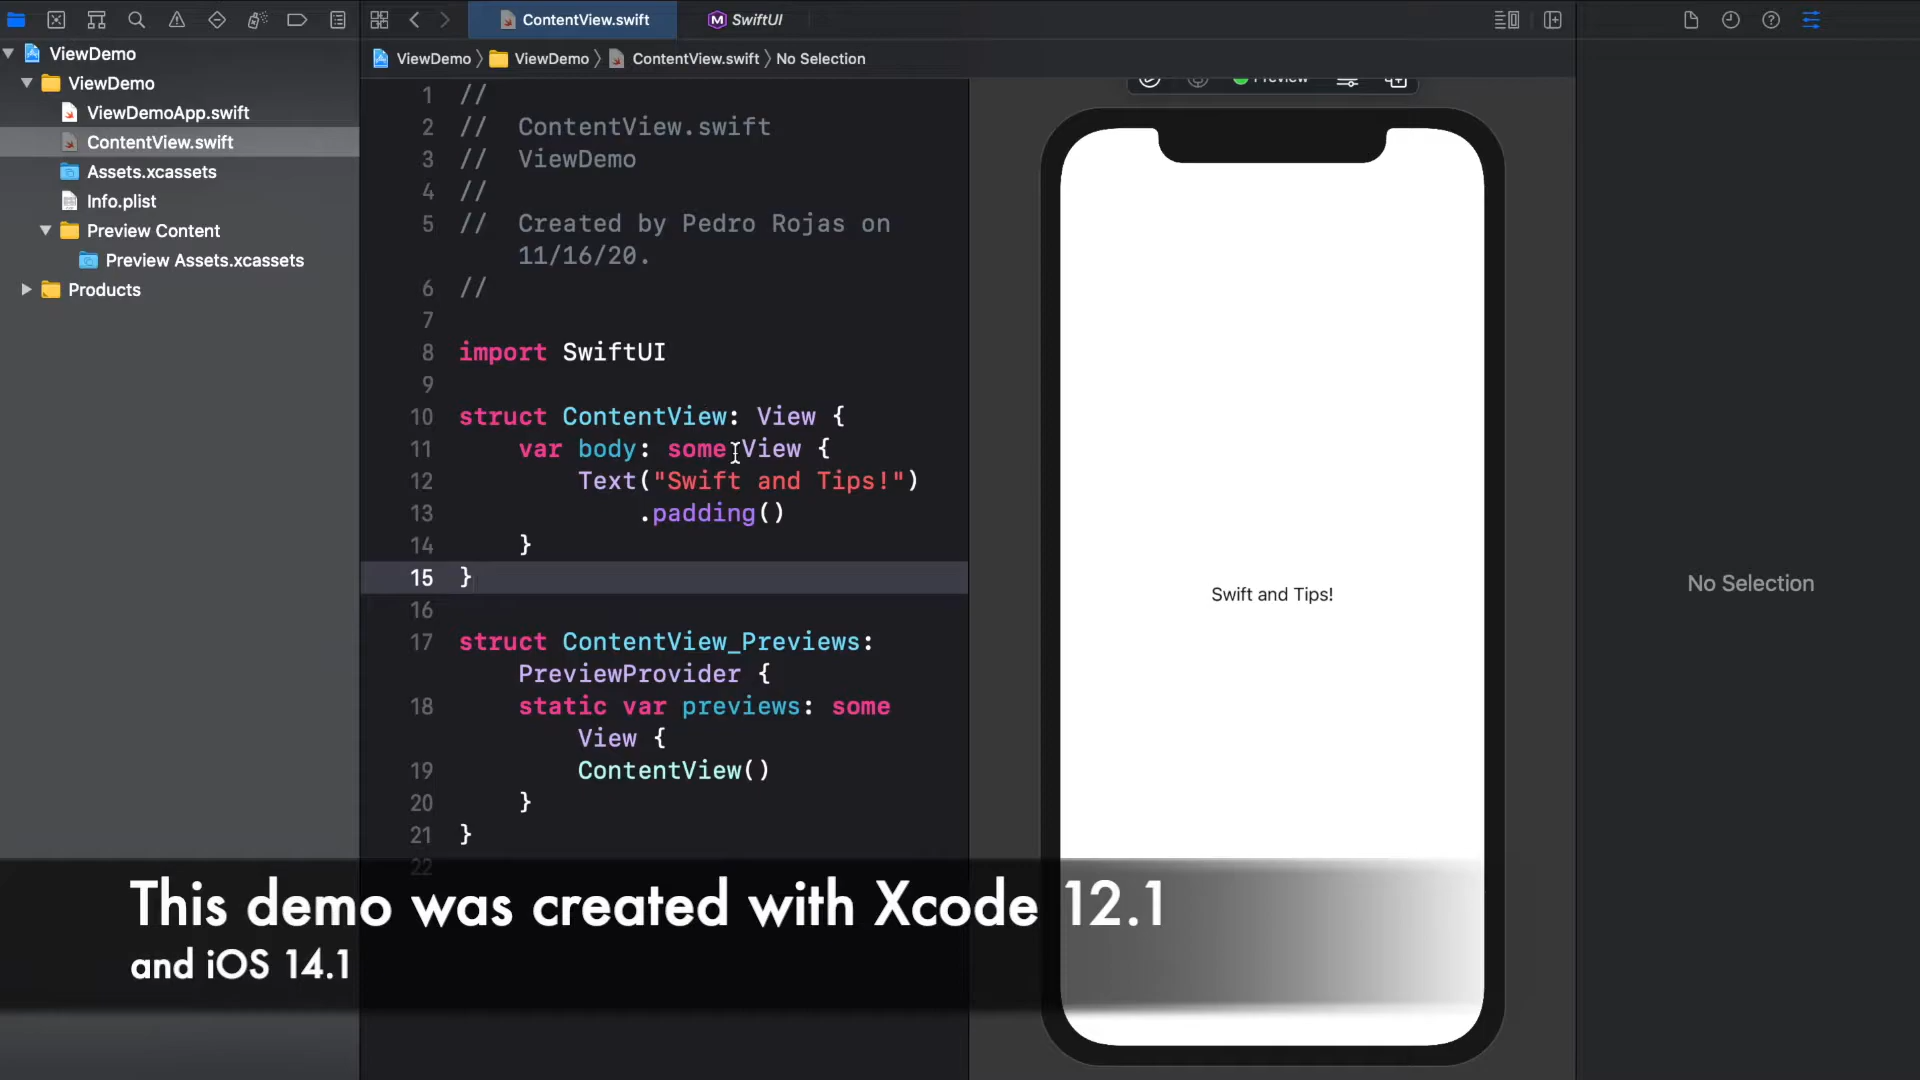 ContentView.swift
SwiftUI
ViewDemo
ViewDemo
ViewDemoApp.swift
ContentView.swift
Assets.xcassets
Info.plist
Preview Content
Preview Assets.xcassets
Products
ViewDemo 〉 ViewDemo 〉 ContentView.swift 〉 No Selection
1 //
2 //  ContentView.swift
3 //  ViewDemo
4 //
5 //  Created by Pedro Rojas on
11/16/20.
6 //
7
8 import SwiftUI
9
10 struct ContentView: View {
11     var body: some View {
12         Text("Swift and Tips!")
13             .padding()
14     }
15 }
16
17 struct ContentView_Previews:
PreviewProvider {
18     static var previews: some
View {
19         ContentView()
20     }
21 }
22
Preview
Swift and Tips!
No Selection
This demo was created with Xcode 12.1
and iOS 14.1